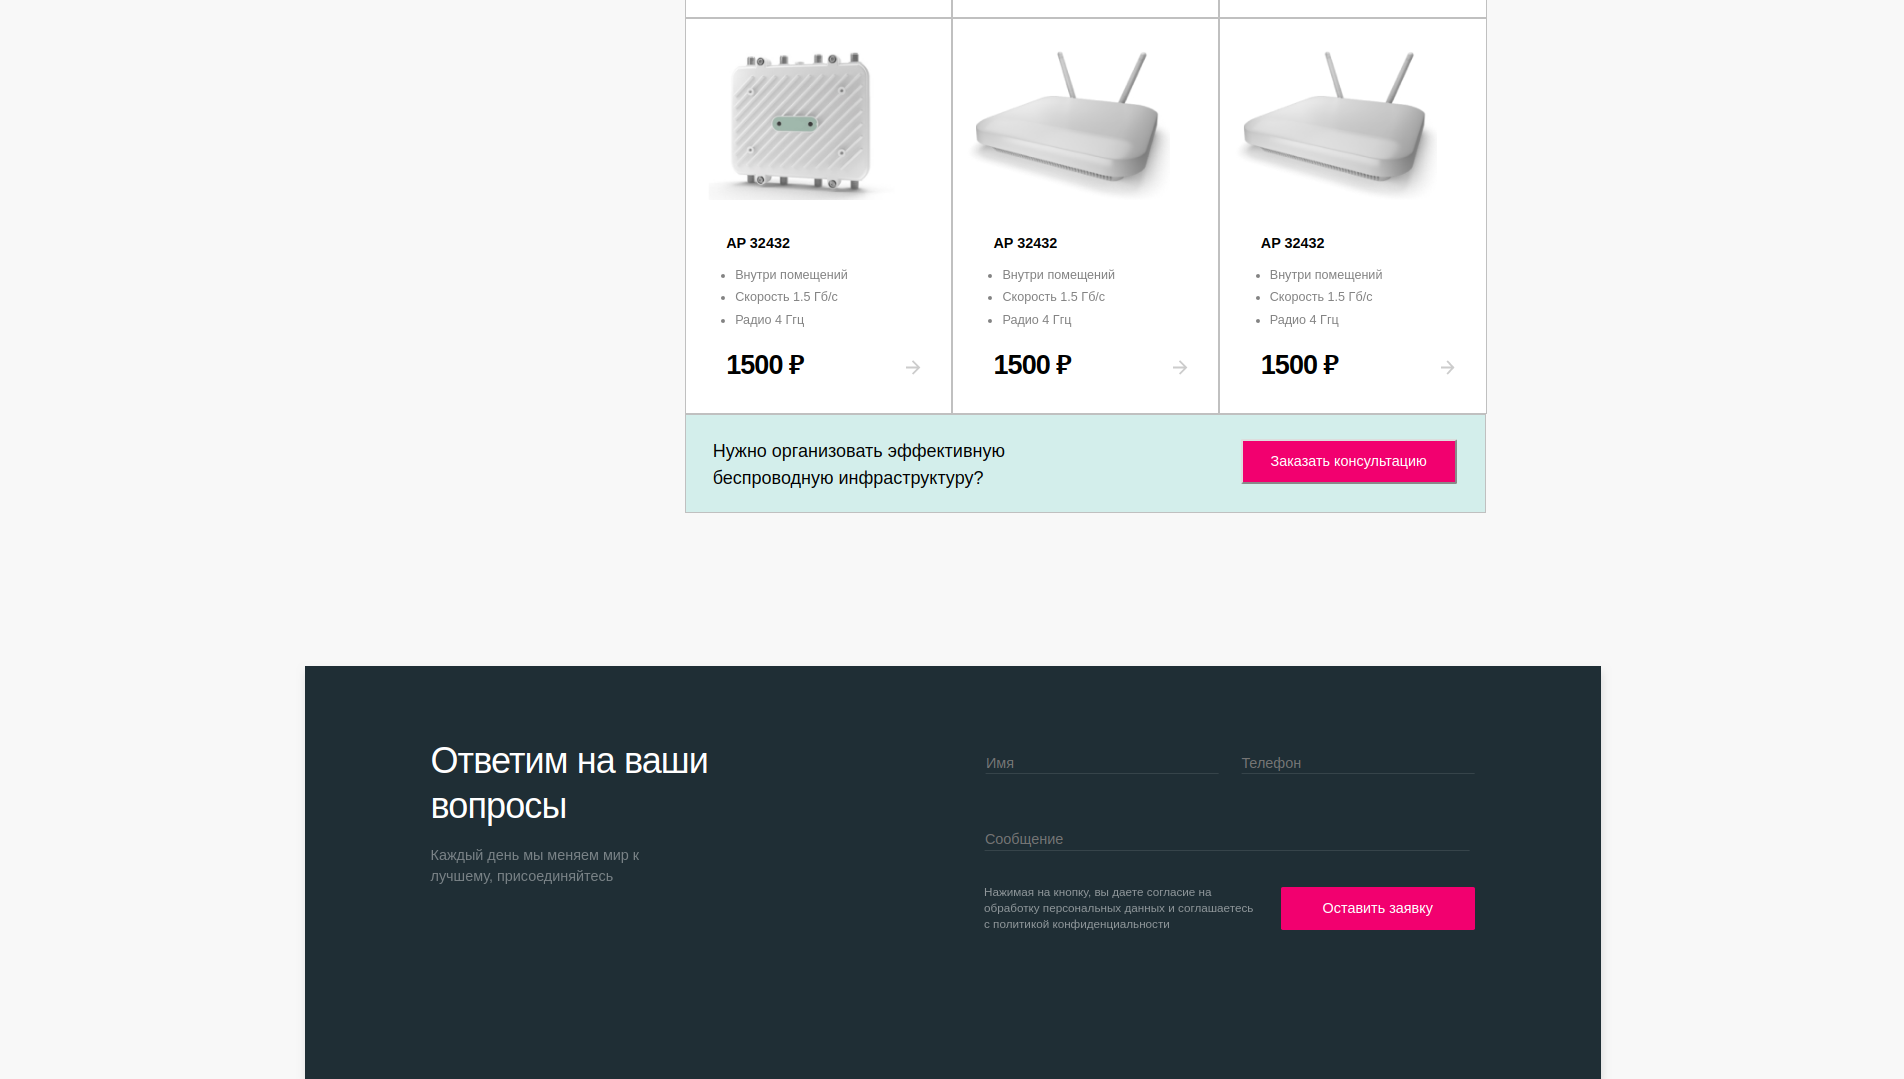 AP 32432
Внутри помещений
Скорость 1.5 Гб/с
Радио 4 Ггц
1500 ₽
AP 32432
Внутри помещений
Скорость 1.5 Гб/с
Радио 4 Ггц
1500 ₽
AP 32432
Внутри помещений
Скорость 1.5 Гб/с
Радио 4 Ггц
1500 ₽
Нужно организовать эффективную
беспроводную инфраструктуру?
Заказать консультацию
Ответим на ваши
вопросы
Каждый день мы меняем мир к
лучшему, присоединяйтесь
Имя
Телефон
Сообщение
Нажимая на кнопку, вы даете согласие на
обработку персональных данных и соглашаетесь
с политикой конфиденциальности
Оставить заявку